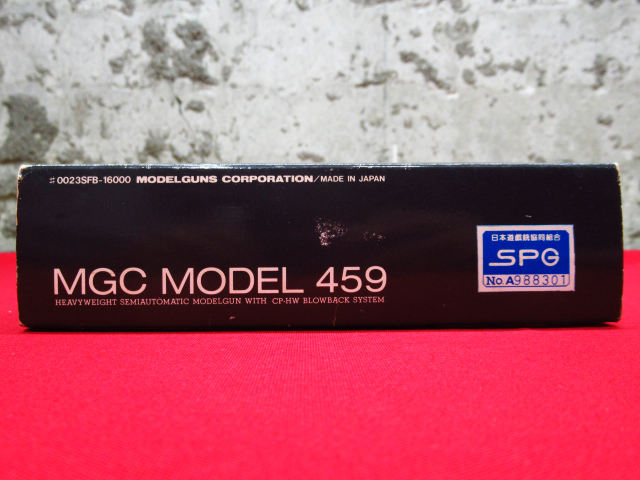 #0023SFB-16000 MODELGUNS CORPORATION/MADE IN JAPAN
MGC MODEL 459
HEAVYWEIGHT SEMIAUTOMATIC MODELGUN WITH CP-HW BLOWBACK SYSTEM
日本遊戯銃協同組合
SPG
No.A988301